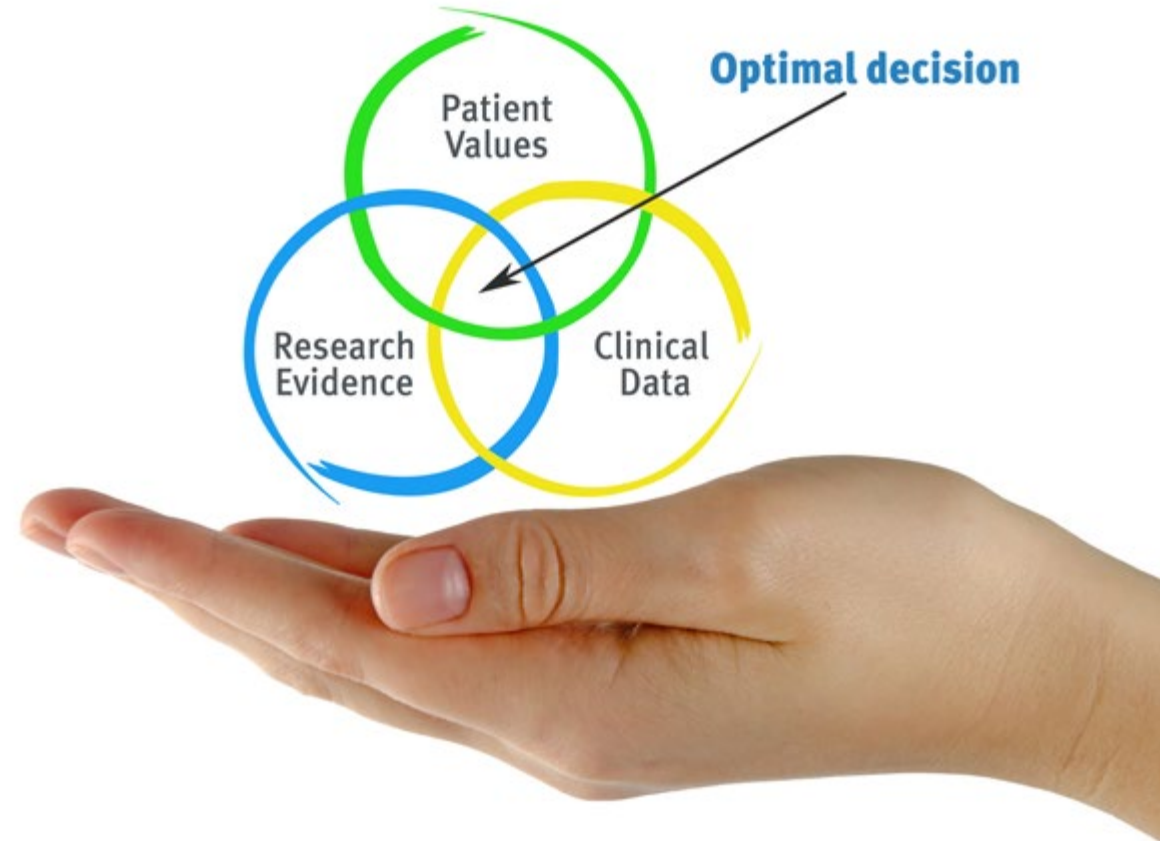 Optimal decision
Patient
Values
Research
Evidence
Clinical
Data